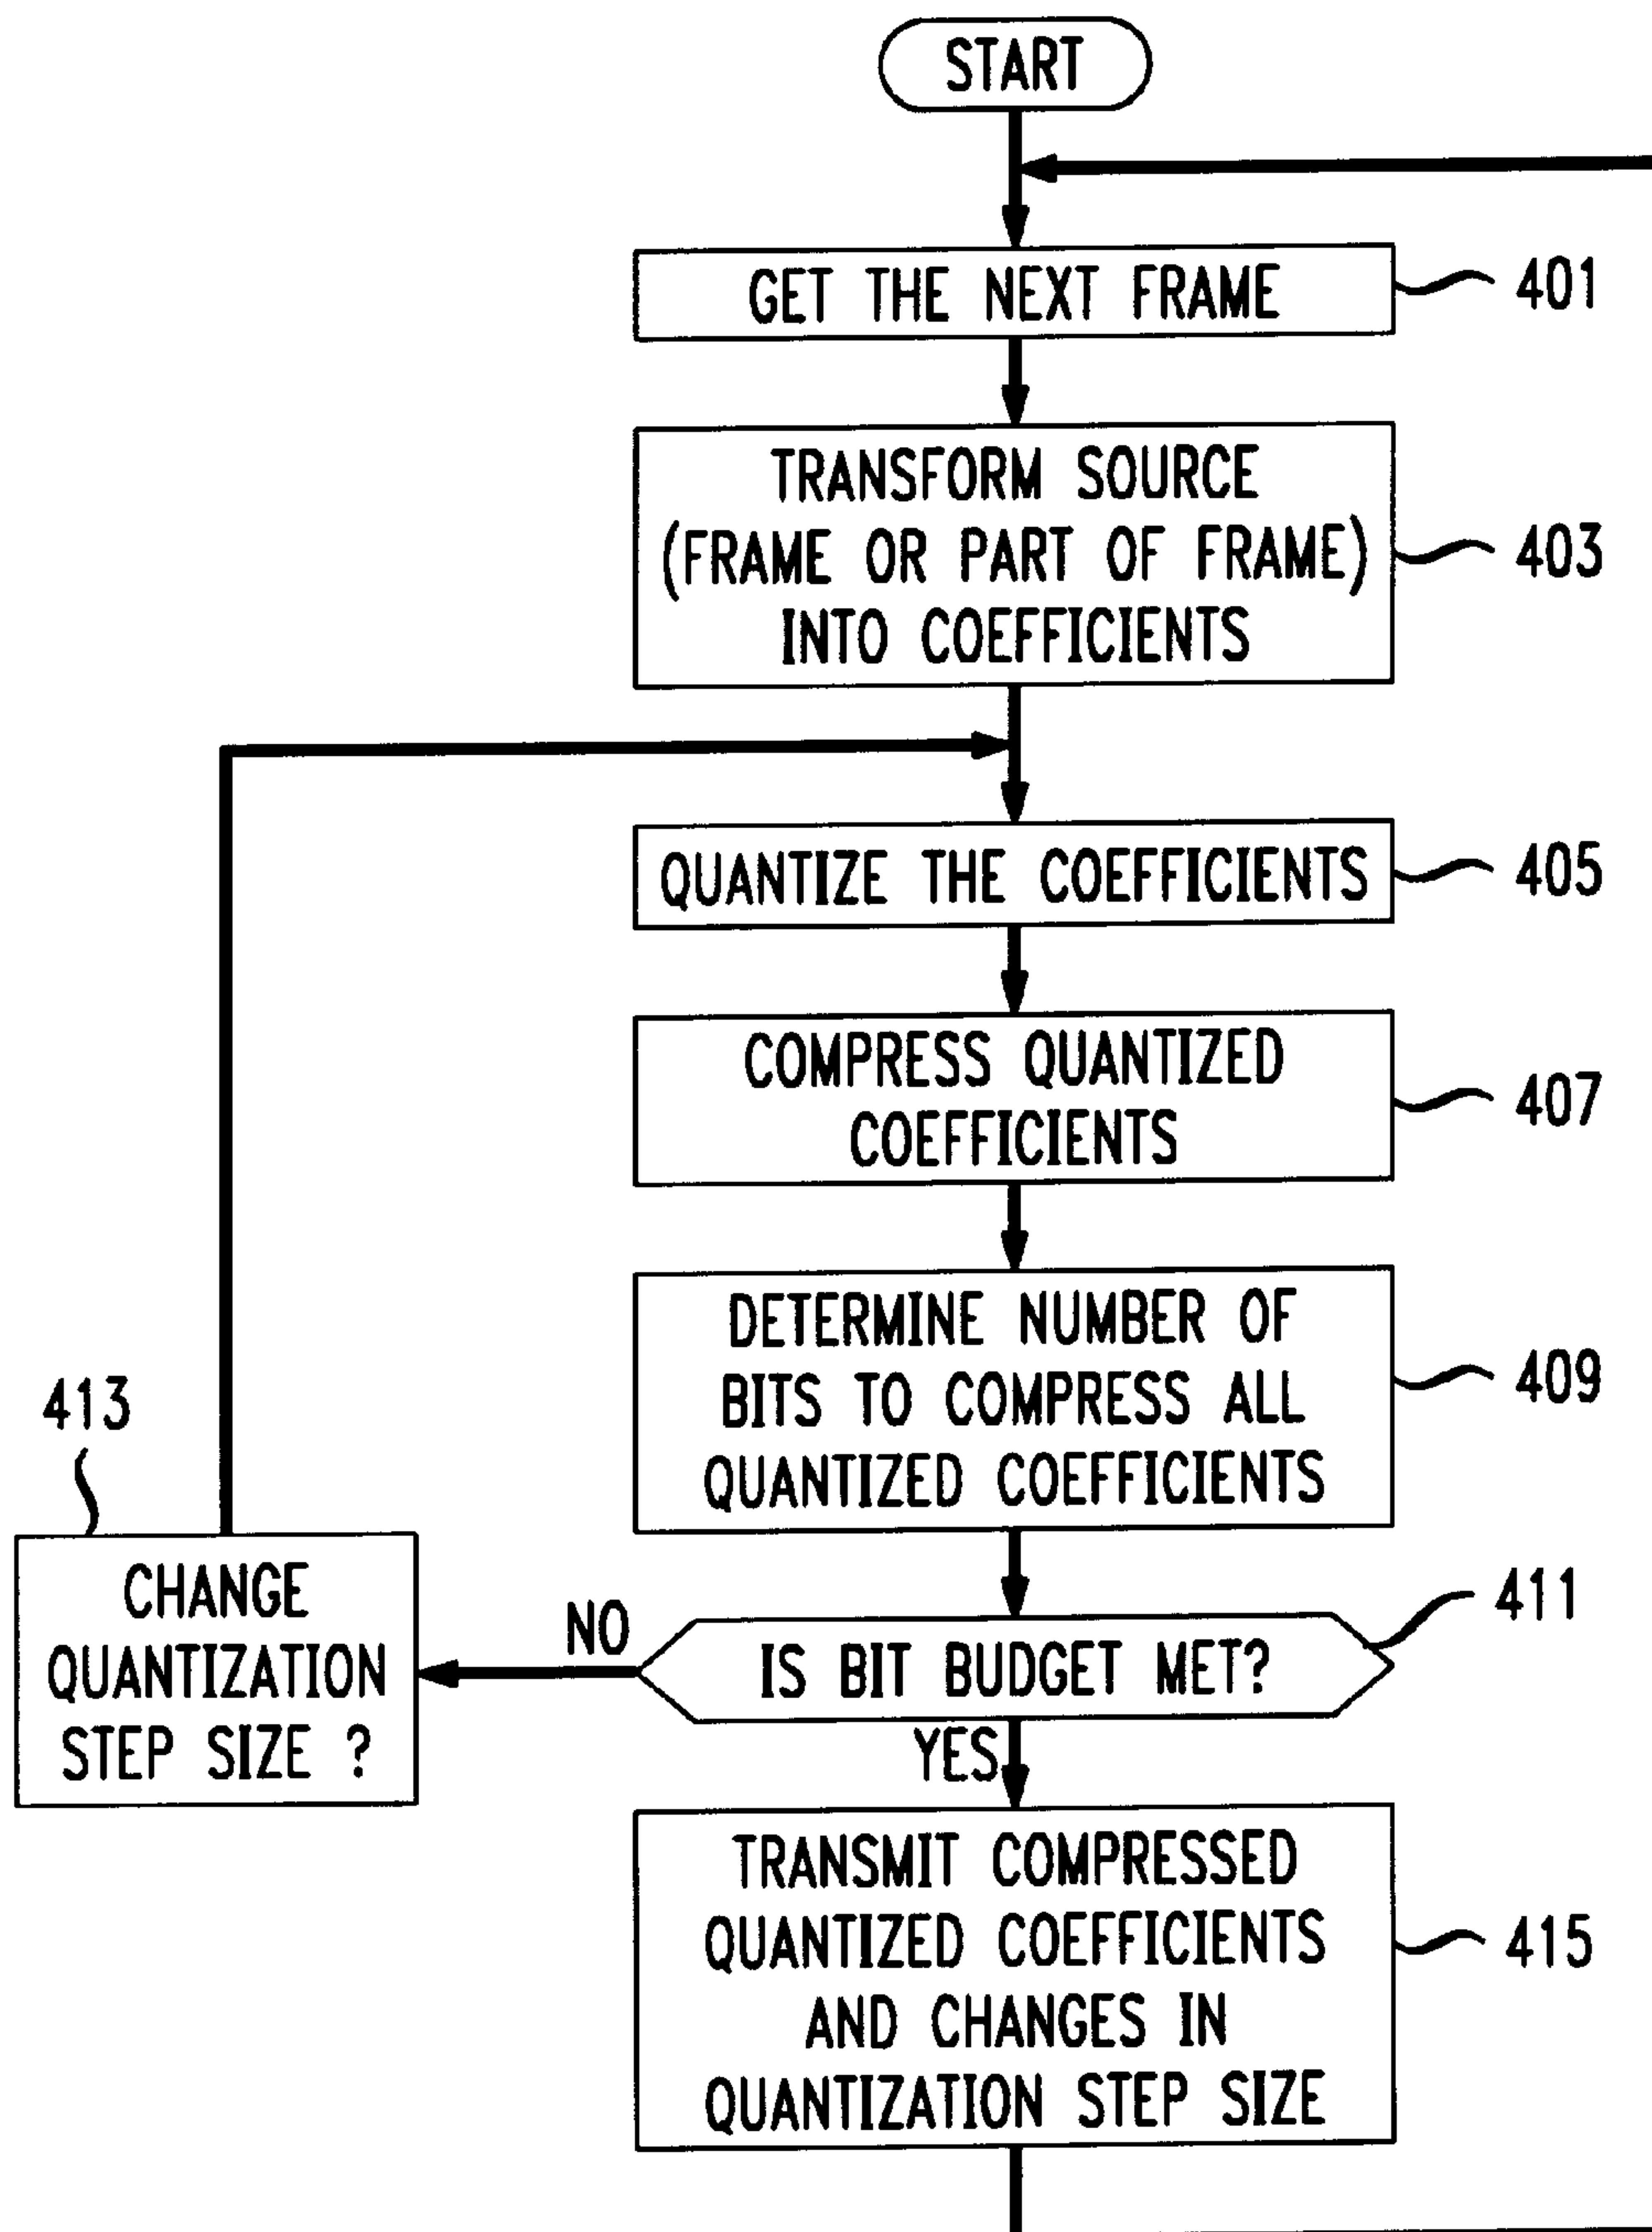 START
GET THE NEXT FRAME
401
TRANSFORM SOURCE
(FRAME OR PART OF FRAME)
INTO COEFFICIENTS
403
QUANTIZE THE COEFFICIENTS
405
COMPRESS QUANTIZED
COEFFICIENTS
407
DETERMINE NUMBER OF
BITS TO COMPRESS ALL
QUANTIZED COEFFICIENTS
409
413
CHANGE
QUANTIZATION
STEP SIZE ?
NO
IS BIT BUDGET MET?
411
YES
TRANSMIT COMPRESSED
QUANTIZED COEFFICIENTS
AND CHANGES IN
QUANTIZATION STEP SIZE
415